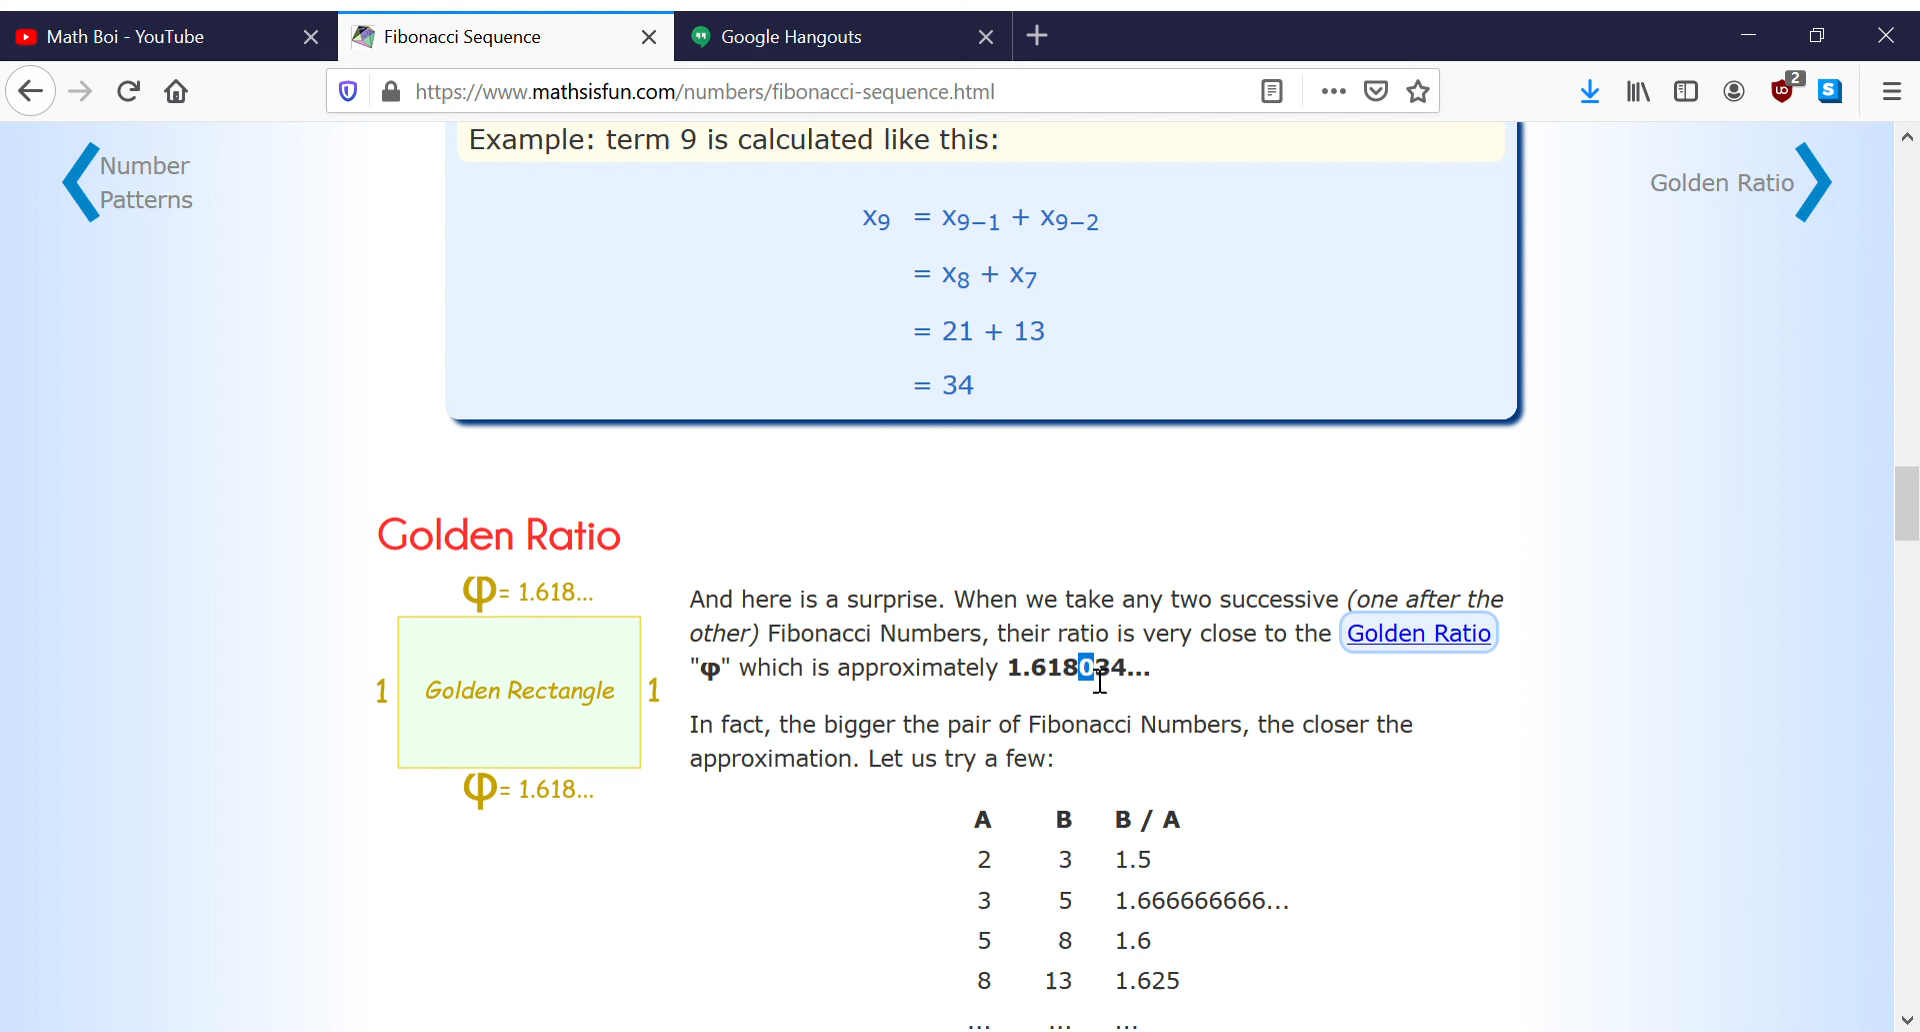 Math Boi - YouTube
Fibonacci Sequence
Google Hangouts
https://www.mathsisfun.com/numbers/fibonacci-sequence.html
2
S
Example: term 9 is calculated like this:
Number
Patterns
Golden Ratio
x9 = x9−1 + x9−2
= x8 + x7
= 21 + 13
= 34
Golden Ratio
φ = 1.618...
1
Golden Rectangle
1
φ = 1.618...
And here is a surprise. When we take any two successive (one after the
other) Fibonacci Numbers, their ratio is very close to the Golden Ratio
"φ" which is approximately 1.618034...
In fact, the bigger the pair of Fibonacci Numbers, the closer the
approximation. Let us try a few:
A B B / A
2 3 1.5
3 5 1.666666666...
5 8 1.6
8 13 1.625
... ... ...